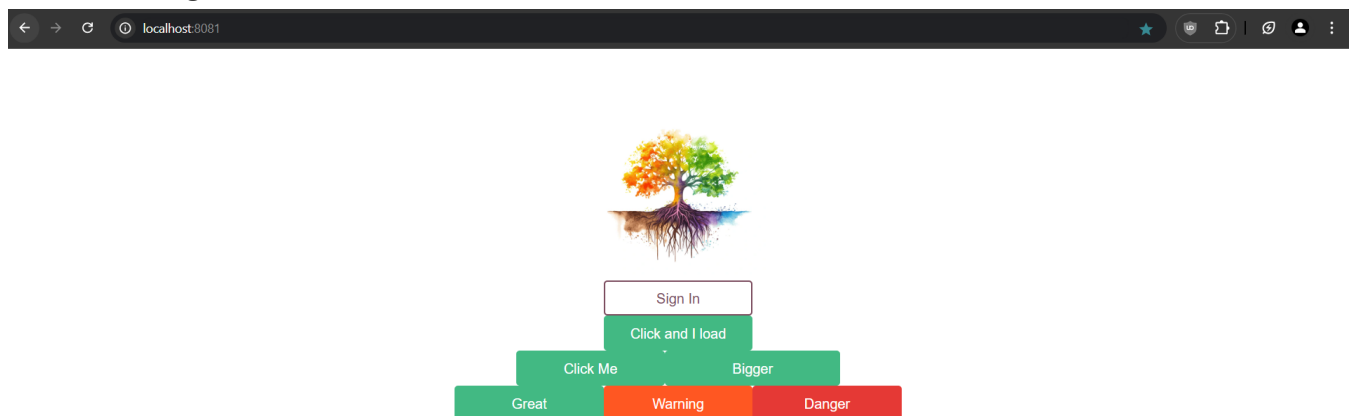 localhost:8081
Sign In
Click and I load
Click Me Bigger
Great Warning Danger